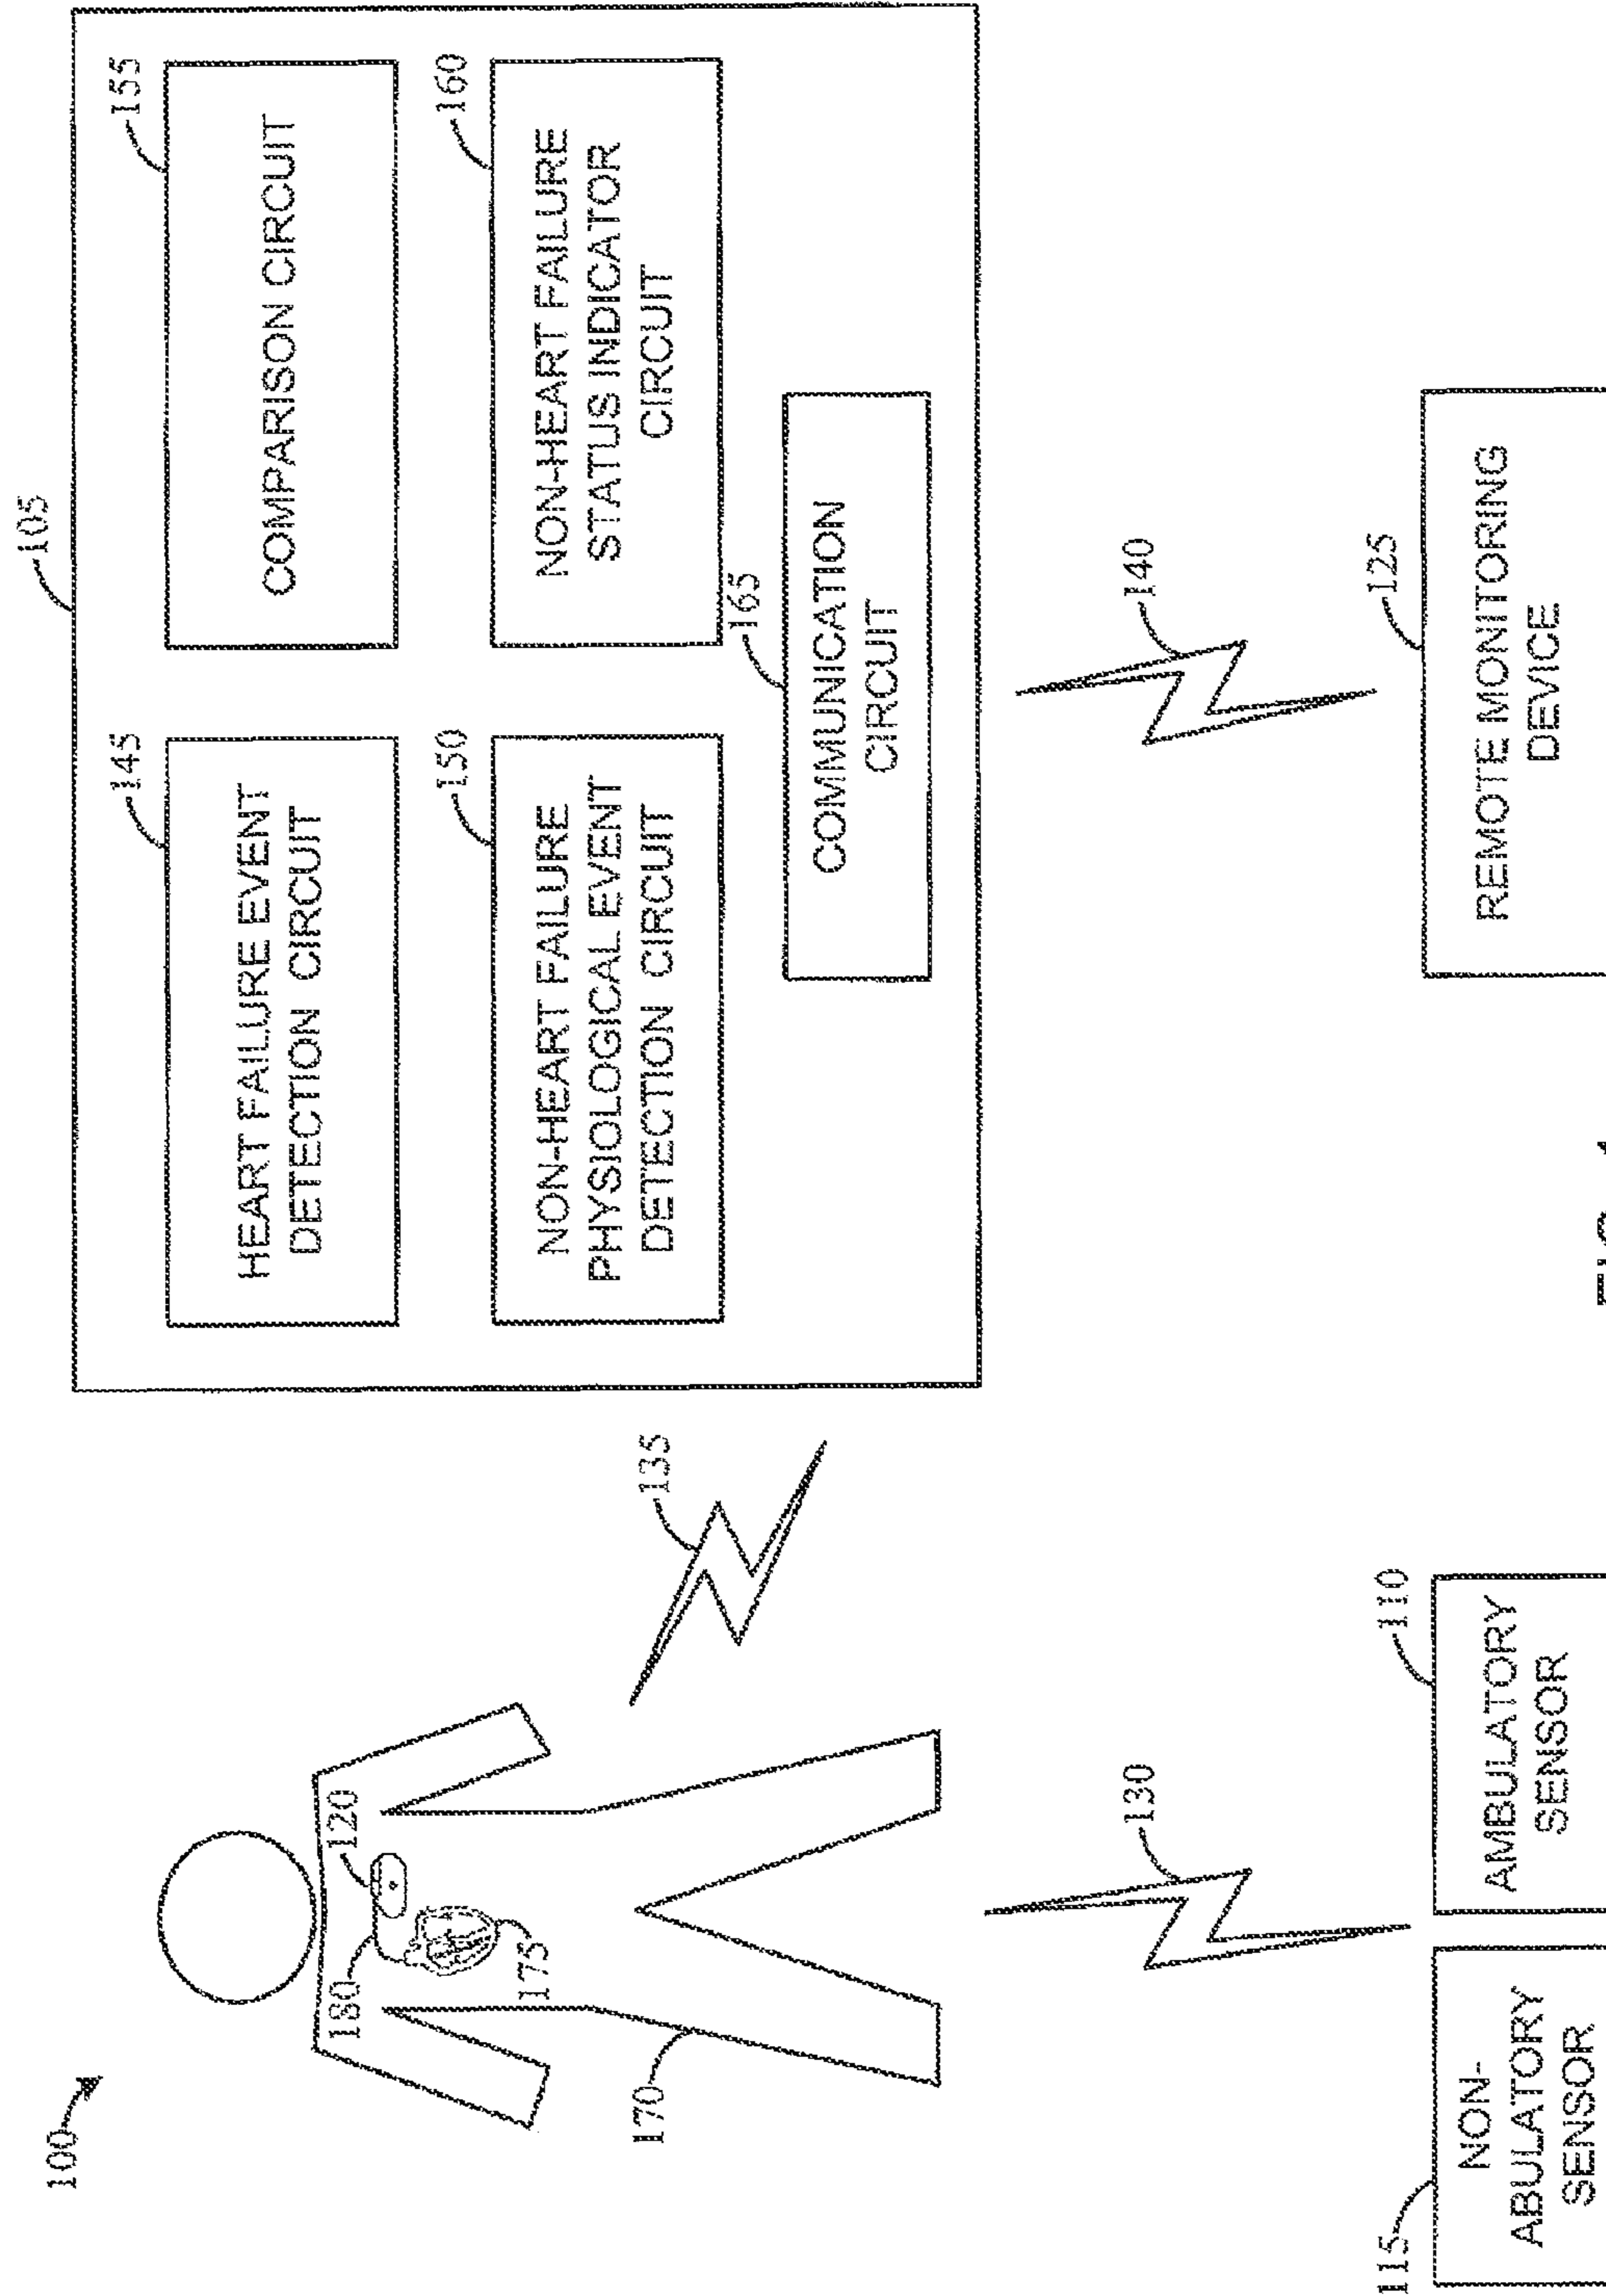 100
105
145
HEART FAILURE EVENT
DETECTION CIRCUIT
155
COMPARISON CIRCUIT
150
NON-HEART FAILURE
PHYSIOLOGICAL EVENT
DETECTION CIRCUIT
160
NON-HEART FAILURE
STATUS INDICATOR
CIRCUIT
165
COMMUNICATION
CIRCUIT
180
120
175
170
135
130
140
115
NON-
ABULATORY
SENSOR
110
AMBULATORY
SENSOR
125
REMOTE MONITORING
DEVICE